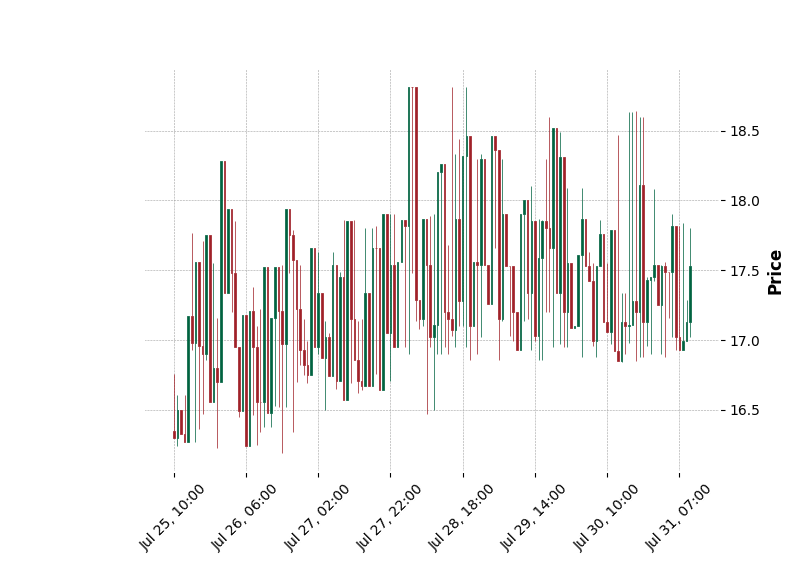 18.5
18.0
17.5
17.0
16.5
Price
Jul 25, 10:00
Jul 26, 06:00
Jul 27, 02:00
Jul 27, 22:00
Jul 28, 18:00
Jul 29, 14:00
Jul 30, 10:00
Jul 31, 07:00